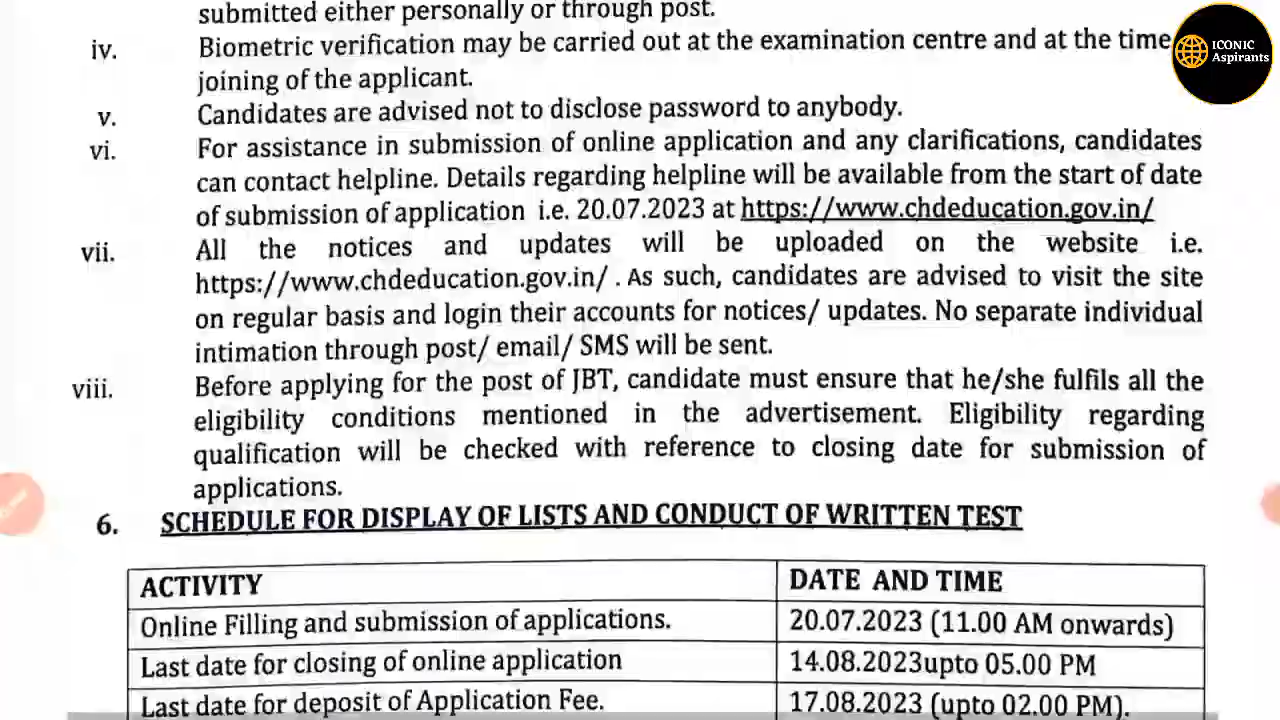 submitted either personally or through post.
iv. Biometric verification may be carried out at the examination centre and at the time
joining of the applicant.
v. Candidates are advised not to disclose password to anybody.
vi. For assistance in submission of online application and any clarifications, candidates
can contact helpline. Details regarding helpline will be available from the start of date
of submission of application i.e. 20.07.2023 at https://www.chdeducation.gov.in/
vii. All the notices and updates will be uploaded on the website i.e.
https://www.chdeducation.gov.in/ . As such, candidates are advised to visit the site
on regular basis and login their accounts for notices/ updates. No separate individual
intimation through post/ email/ SMS will be sent.
viii. Before applying for the post of JBT, candidate must ensure that he/she fulfils all the
eligibility conditions mentioned in the advertisement. Eligibility regarding
qualification will be checked with reference to closing date for submission of
applications.
6. SCHEDULE FOR DISPLAY OF LISTS AND CONDUCT OF WRITTEN TEST
ACTIVITY DATE AND TIME
Online Filling and submission of applications. 20.07.2023 (11.00 AM onwards)
Last date for closing of online application 14.08.2023upto 05.00 PM
Last date for deposit of Application Fee. 17.08.2023 (upto 02.00 PM).
ICONIC
Aspirants